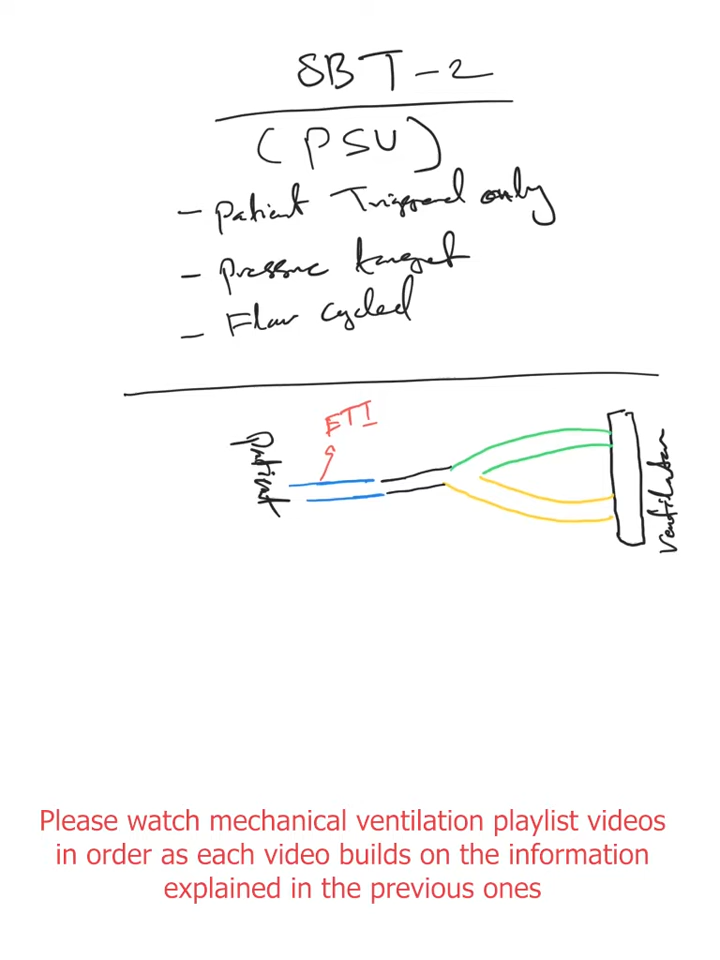 SBT-2
(PSV)
- Patient Triggered only
- Pressure target
- Flow cycled
ETT
Patient
Ventilator
Please watch mechanical ventilation playlist videos
in order as each video builds on the information
explained in the previous ones